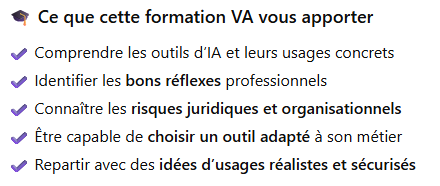 🎓 Ce que cette formation VA vous apporter
✔ Comprendre les outils d’IA et leurs usages concrets
✔ Identifier les bons réflexes professionnels
✔ Connaître les risques juridiques et organisationnels
✔ Être capable de choisir un outil adapté à son métier
✔ Repartir avec des idées d’usages réalistes et sécurisés